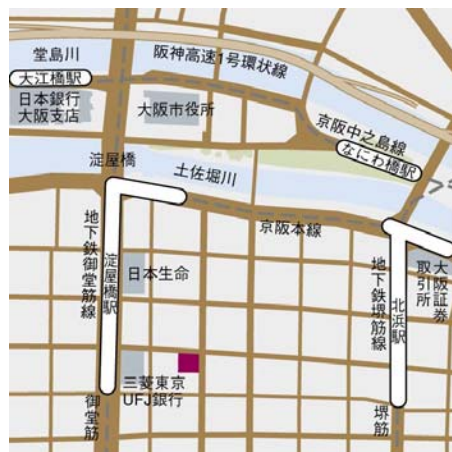 堂島川
阪神高速1号環状線
大江橋駅
日本銀行
大阪支店
大阪市役所
京阪中之島線
なにわ橋駅
淀屋橋
土佐堀川
京阪本線
地下鉄御堂筋線
淀屋橋駅
日本生命
地下鉄堺筋線
北浜駅
大阪証券
取引所
三菱東京
UFJ銀行
御堂筋
堺筋